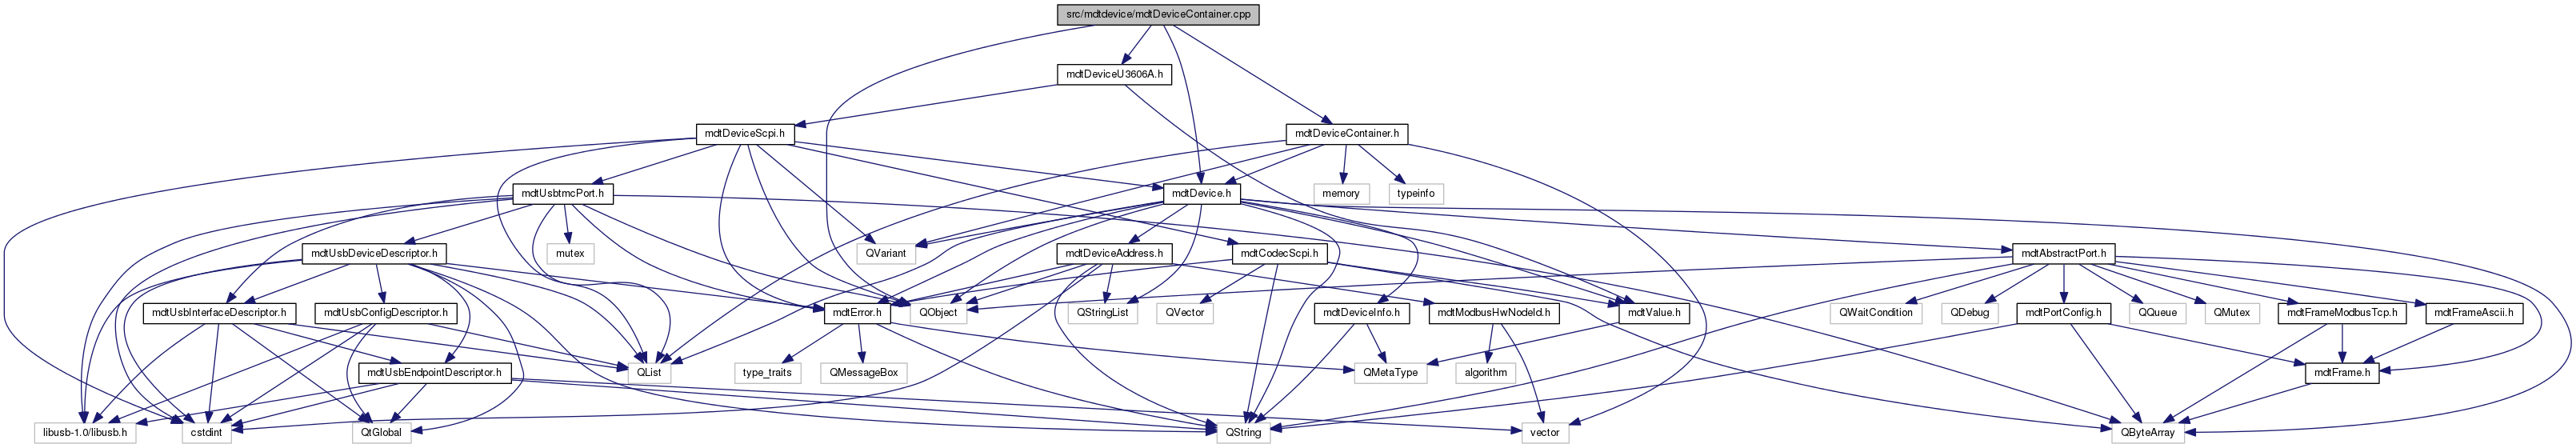 src/mdtdevice/mdtDeviceContainer.cpp
mdtDeviceU3606A.h
mdtDeviceScpi.h
mdtDeviceContainer.h
mdtUsbtmcPort.h
mdtDevice.h
memory
typeinfo
mdtUsbDeviceDescriptor.h
mutex
QVariant
mdtDeviceAddress.h
mdtCodecScpi.h
mdtAbstractPort.h
mdtUsbInterfaceDescriptor.h
mdtUsbConfigDescriptor.h
mdtError.h
QObject
QStringList
QVector
mdtDeviceInfo.h
mdtModbusHwNodeId.h
mdtValue.h
QWaitCondition
QDebug
mdtPortConfig.h
QQueue
QMutex
mdtFrameModbusTcp.h
mdtFrameAscii.h
mdtUsbEndpointDescriptor.h
QList
type_traits
QMessageBox
QMetaType
algorithm
mdtFrame.h
libusb-1.0/libusb.h
cstdint
QtGlobal
QString
vector
QByteArray